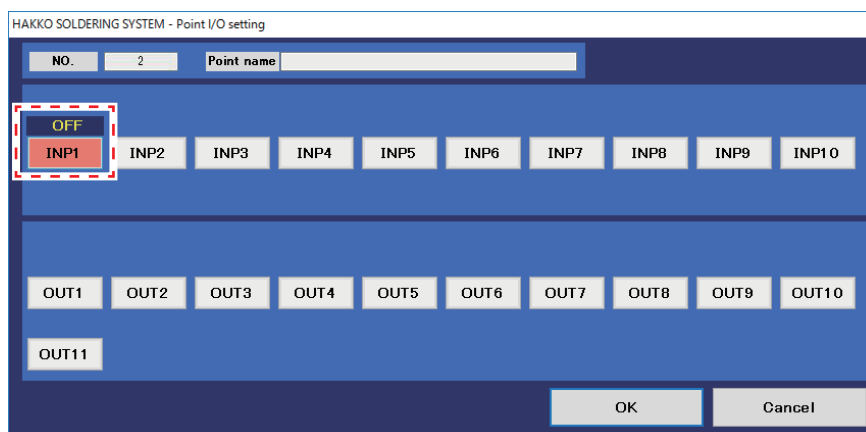 HAKKO SOLDERING SYSTEM - Point I/O setting
NO. 2 Point name
OFF
INP1 INP2 INP3 INP4 INP5 INP6 INP7 INP8 INP9 INP10
OUT1 OUT2 OUT3 OUT4 OUT5 OUT6 OUT7 OUT8 OUT9 OUT10
OUT11
OK Cancel